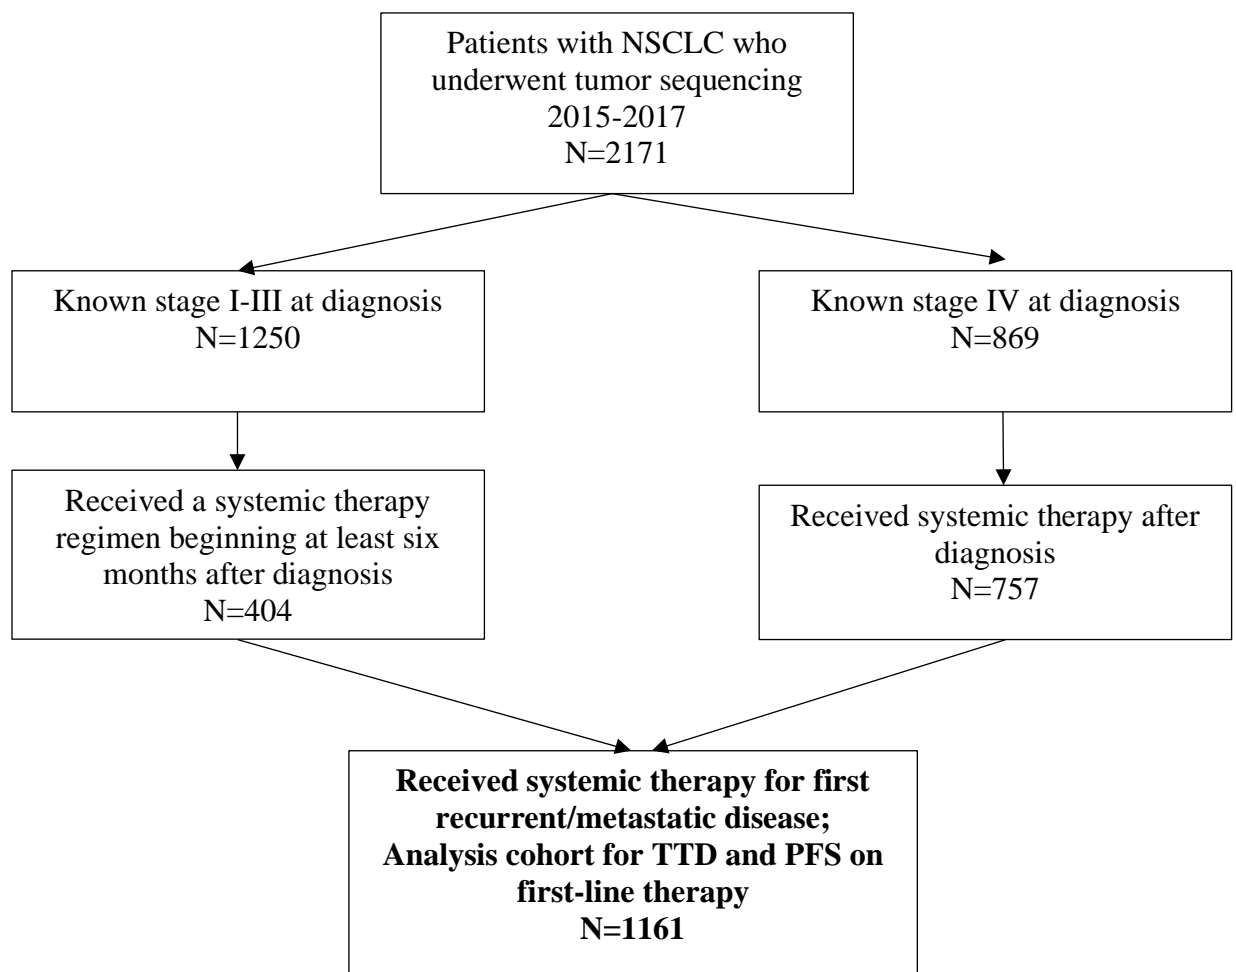 Patients with NSCLC who
underwent tumor sequencing
2015-2017
N=2171
Known stage I-III at diagnosis
N=1250
Known stage IV at diagnosis
N=869
Received a systemic therapy
regimen beginning at least six
months after diagnosis
N=404
Received systemic therapy after
diagnosis
N=757
Received systemic therapy for first
recurrent/metastatic disease;
Analysis cohort for TTD and PFS on
first-line therapy
N=1161